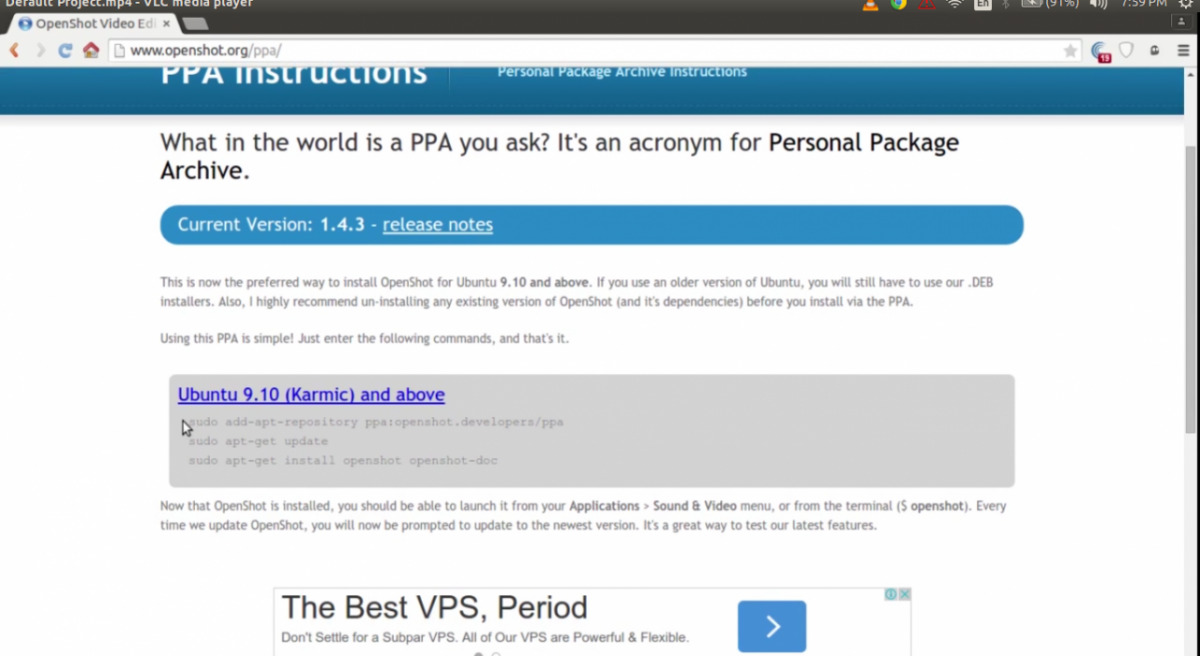 Default Project.mp4 - VLC media player
En
(91%)
7:59 PM
OpenShot Video Edi
www.openshot.org/ppa/
19
PPA Instructions
Personal Package Archive Instructions
What in the world is a PPA you ask? It's an acronym for Personal Package
Archive.
Current Version: 1.4.3 - release notes
This is now the preferred way to install OpenShot for Ubuntu 9.10 and above. If you use an older version of Ubuntu, you will still have to use our .DEB
installers. Also, I highly recommend un-installing any existing version of OpenShot (and it's dependencies) before you install via the PPA.
Using this PPA is simple! Just enter the following commands, and that's it.
Ubuntu 9.10 (Karmic) and above
sudo add-apt-repository ppa:openshot.developers/ppa
sudo apt-get update
sudo apt-get install openshot openshot-doc
Now that OpenShot is installed, you should be able to launch it from your Applications > Sound & Video menu, or from the terminal ($ openshot). Every
time we update OpenShot, you will now be prompted to update to the newest version. It's a great way to test our latest features.
The Best VPS, Period
Don't Settle for a Subpar VPS. All of Our VPS are Powerful & Flexible.